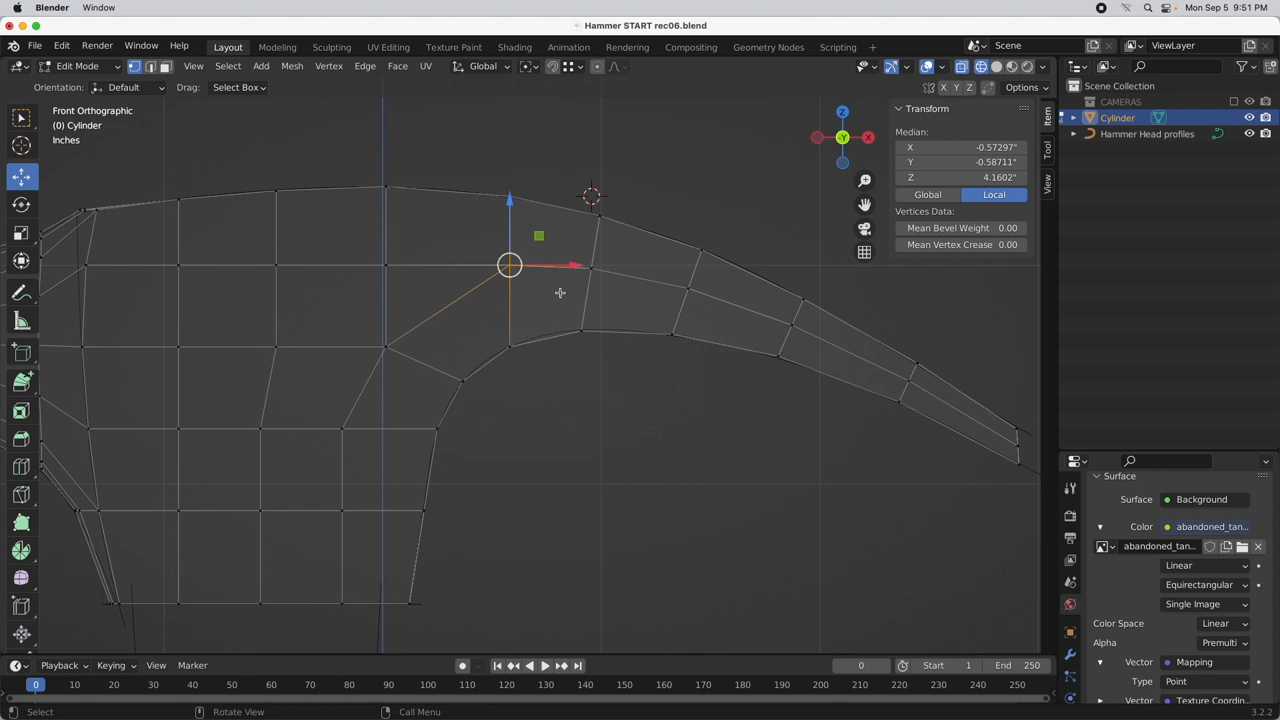 Blender Window Mon Sep 5 9:51 PM
Hammer START rec06.blend
File Edit Render Window Help Layout Modeling Sculpting UV Editing Texture Paint Shading Animation Rendering Compositing Geometry Nodes Scripting + Scene ViewLayer
Edit Mode View Select Add Mesh Vertex Edge Face UV Global
Orientation: Default Drag: Select Box X Y Z Options
Scene Collection
CAMERAS
Cylinder
Hammer Head profiles
Front Orthographic
(0) Cylinder
Inches
Z
X
-Y
Transform
Median:
X -0.57297"
Y -0.58711"
Z 4.1602"
Global Local
Vertices Data:
Mean Bevel Weight 0.00
Mean Vertex Crease 0.00
Item
Tool
View
Surface
Surface Background
Color abandoned_tan...
abandoned_tan...
Linear
Equirectangular
Single Image
Color Space Linear
Alpha Premulti
Vector Mapping
Type Point
Vector Texture Coordin...
Playback Keying View Marker 0 Start 1 End 250
0 10 20 30 40 50 60 70 80 90 100 110 120 130 140 150 160 170 180 190 200 210 220 230 240 250
Select Rotate View Call Menu 3.2.2